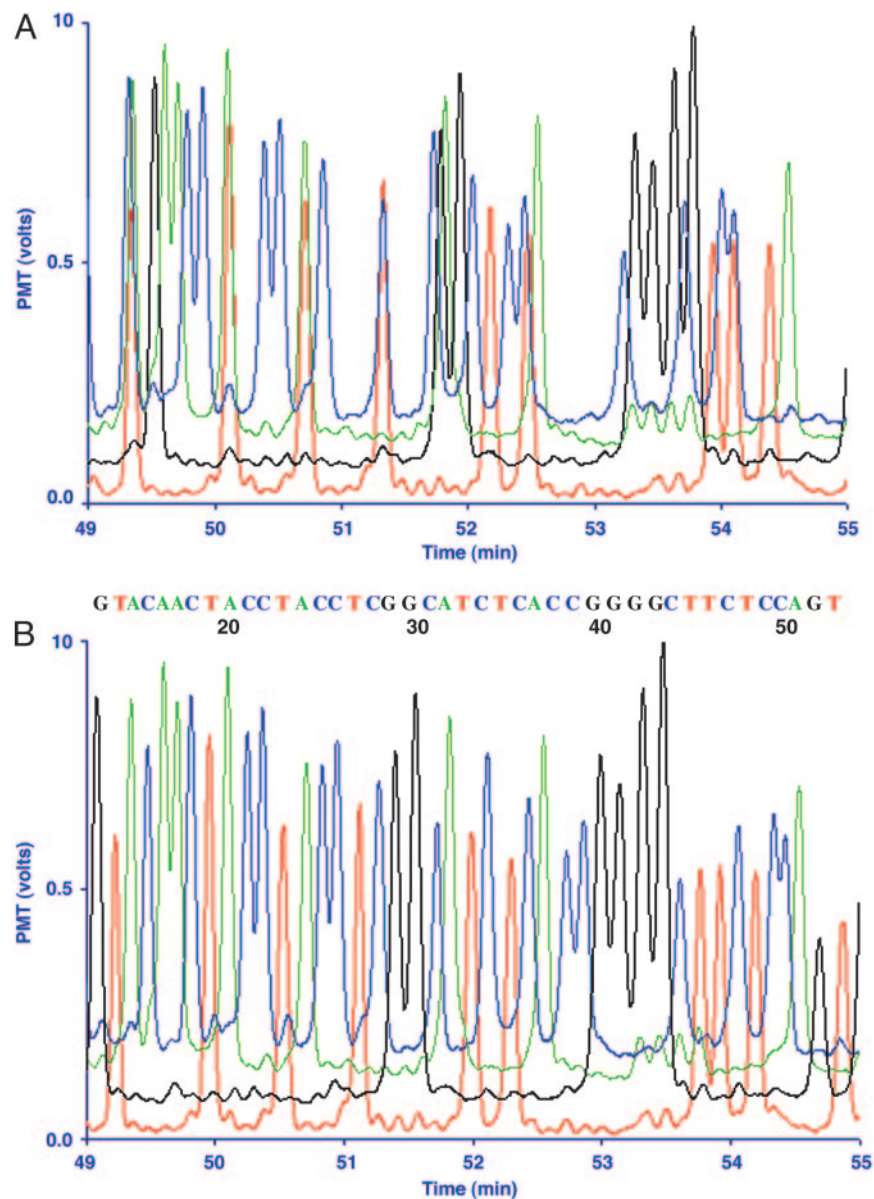 A
10
0.5
0.0
PMT (volts)
49 50 51 52 53 54 55
Time (min)
GTACAACTACCTACCTCGGCATCTCACCGGGGCTTCTCCAGT
20 30 40 50
B
10
0.5
0.0
PMT (volts)
49 50 51 52 53 54 55
Time (min)